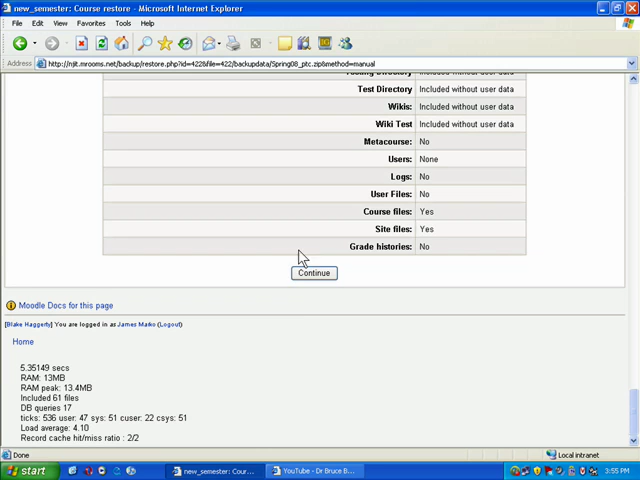 new_semester: Course restore - Microsoft Internet Explorer
File Edit View Favorites Tools Help
Address http://njit.mrooms.net/backup/restore.php?id=422&file=422/backupdata/Spring08_ptc.zip&method=manual
Testing Directory Included without user data
Test Directory Included without user data
Wikis: Included without user data
Wiki Test Included without user data
Metacourse: No
Users: None
Logs: No
User Files: No
Course files: Yes
Site files: Yes
Grade histories: No
Continue
Moodle Docs for this page
[Blake Haggerty] You are logged in as James Marko (Logout)
Home
5.35149 secs
RAM: 13MB
RAM peak: 13.4MB
Included 61 files
DB queries 17
ticks: 536 user: 47 sys: 51 cuser: 22 csys: 51
Load average: 4.10
Record cache hit/miss ratio : 2/2
Done Local intranet
start new_semester: Cour... YouTube - Dr Bruce B... 3:55 PM